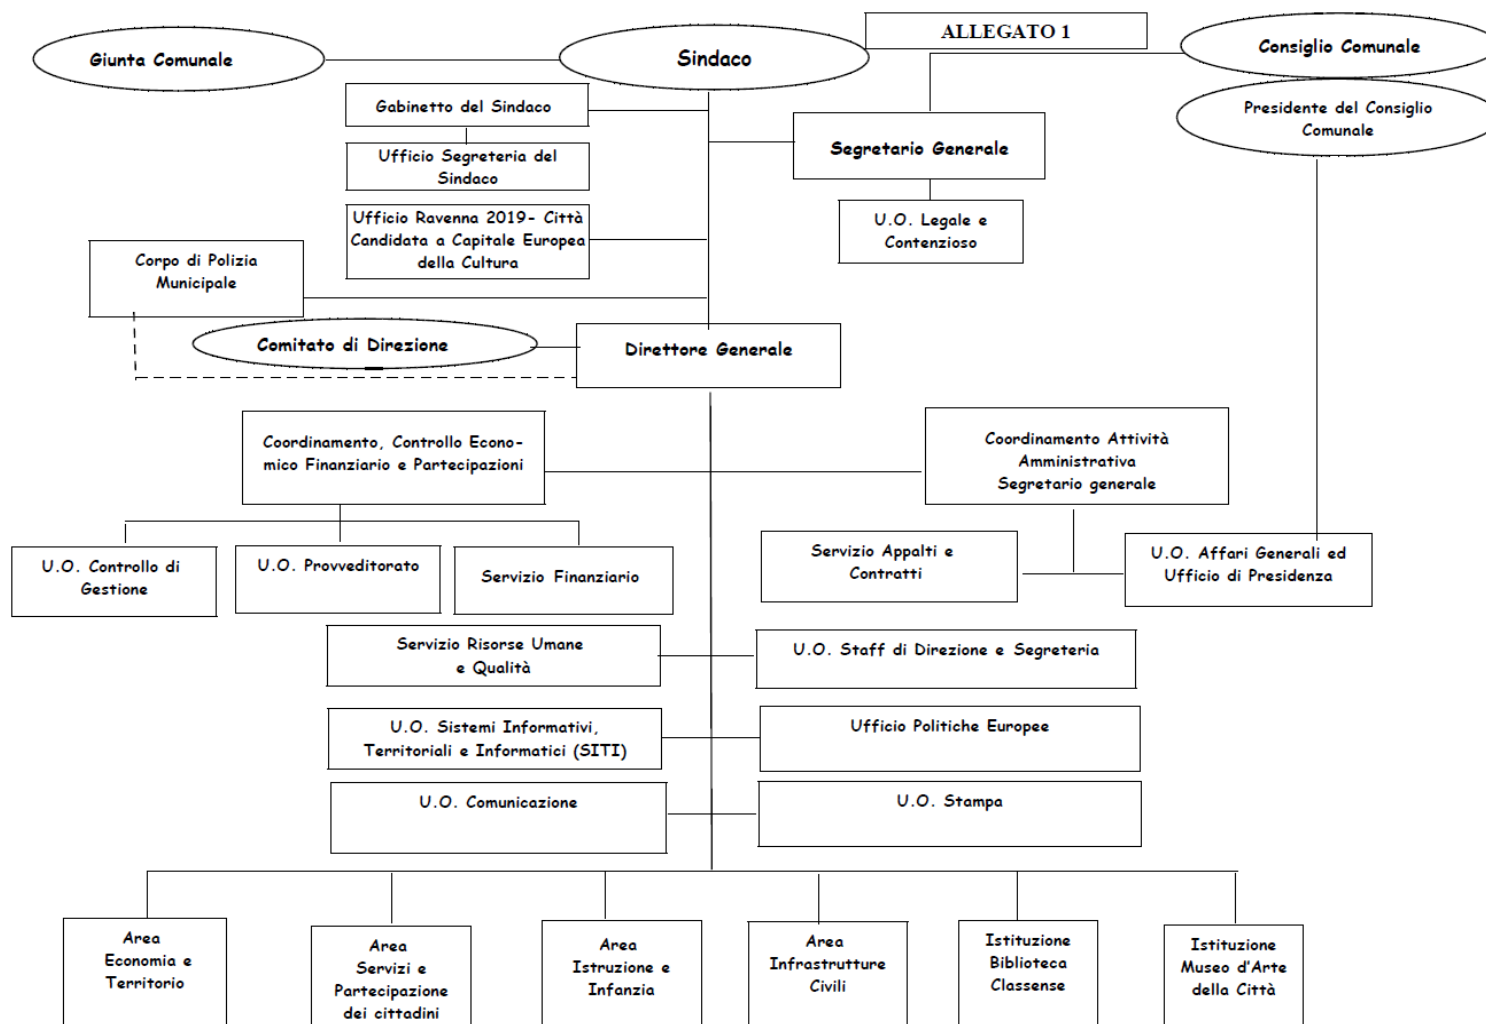 ALLEGATO 1
Giunta Comunale
Sindaco
Consiglio Comunale
Presidente del Consiglio
Comunale
Gabinetto del Sindaco
Segretario Generale
Ufficio Segreteria del
Sindaco
U.O. Legale e
Contenzioso
Ufficio Ravenna 2019- Città
Candidata a Capitale Europea
della Cultura
Corpo di Polizia
Municipale
Comitato di Direzione
Direttore Generale
Coordinamento, Controllo Econo-
mico Finanziario e Partecipazioni
Coordinamento Attività
Amministrativa
Segretario generale
U.O. Controllo di
Gestione
U.O. Provveditorato
Servizio Finanziario
Servizio Appalti e
Contratti
U.O. Affari Generali ed
Ufficio di Presidenza
Servizio Risorse Umane
e Qualità
U.O. Staff di Direzione e Segreteria
U.O. Sistemi Informativi,
Territoriali e Informatici (SITI)
Ufficio Politiche Europee
U.O. Comunicazione
U.O. Stampa
Area
Economia e
Territorio
Area
Servizi e
Partecipazione
dei cittadini
Area
Istruzione e
Infanzia
Area
Infrastrutture
Civili
Istituzione
Biblioteca
Classense
Istituzione
Museo d'Arte
della Città